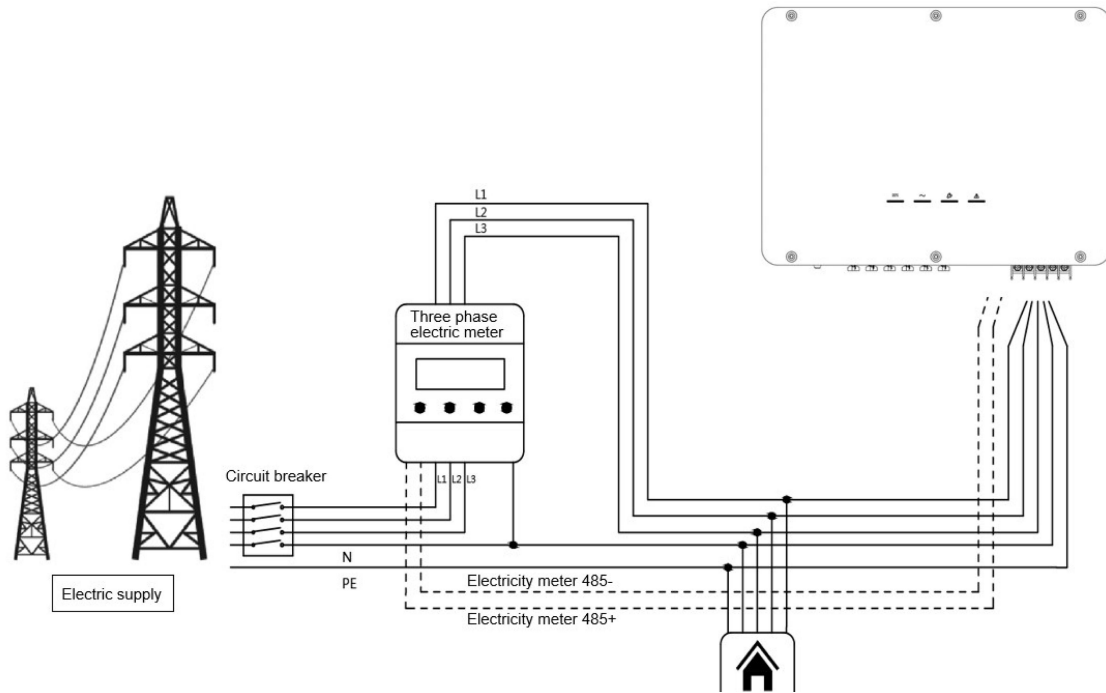 L1
L2
L3
Three phase
electric meter
L1 L2 L3
Circuit breaker
N
PE
Electric supply
Electricity meter 485-
Electricity meter 485+